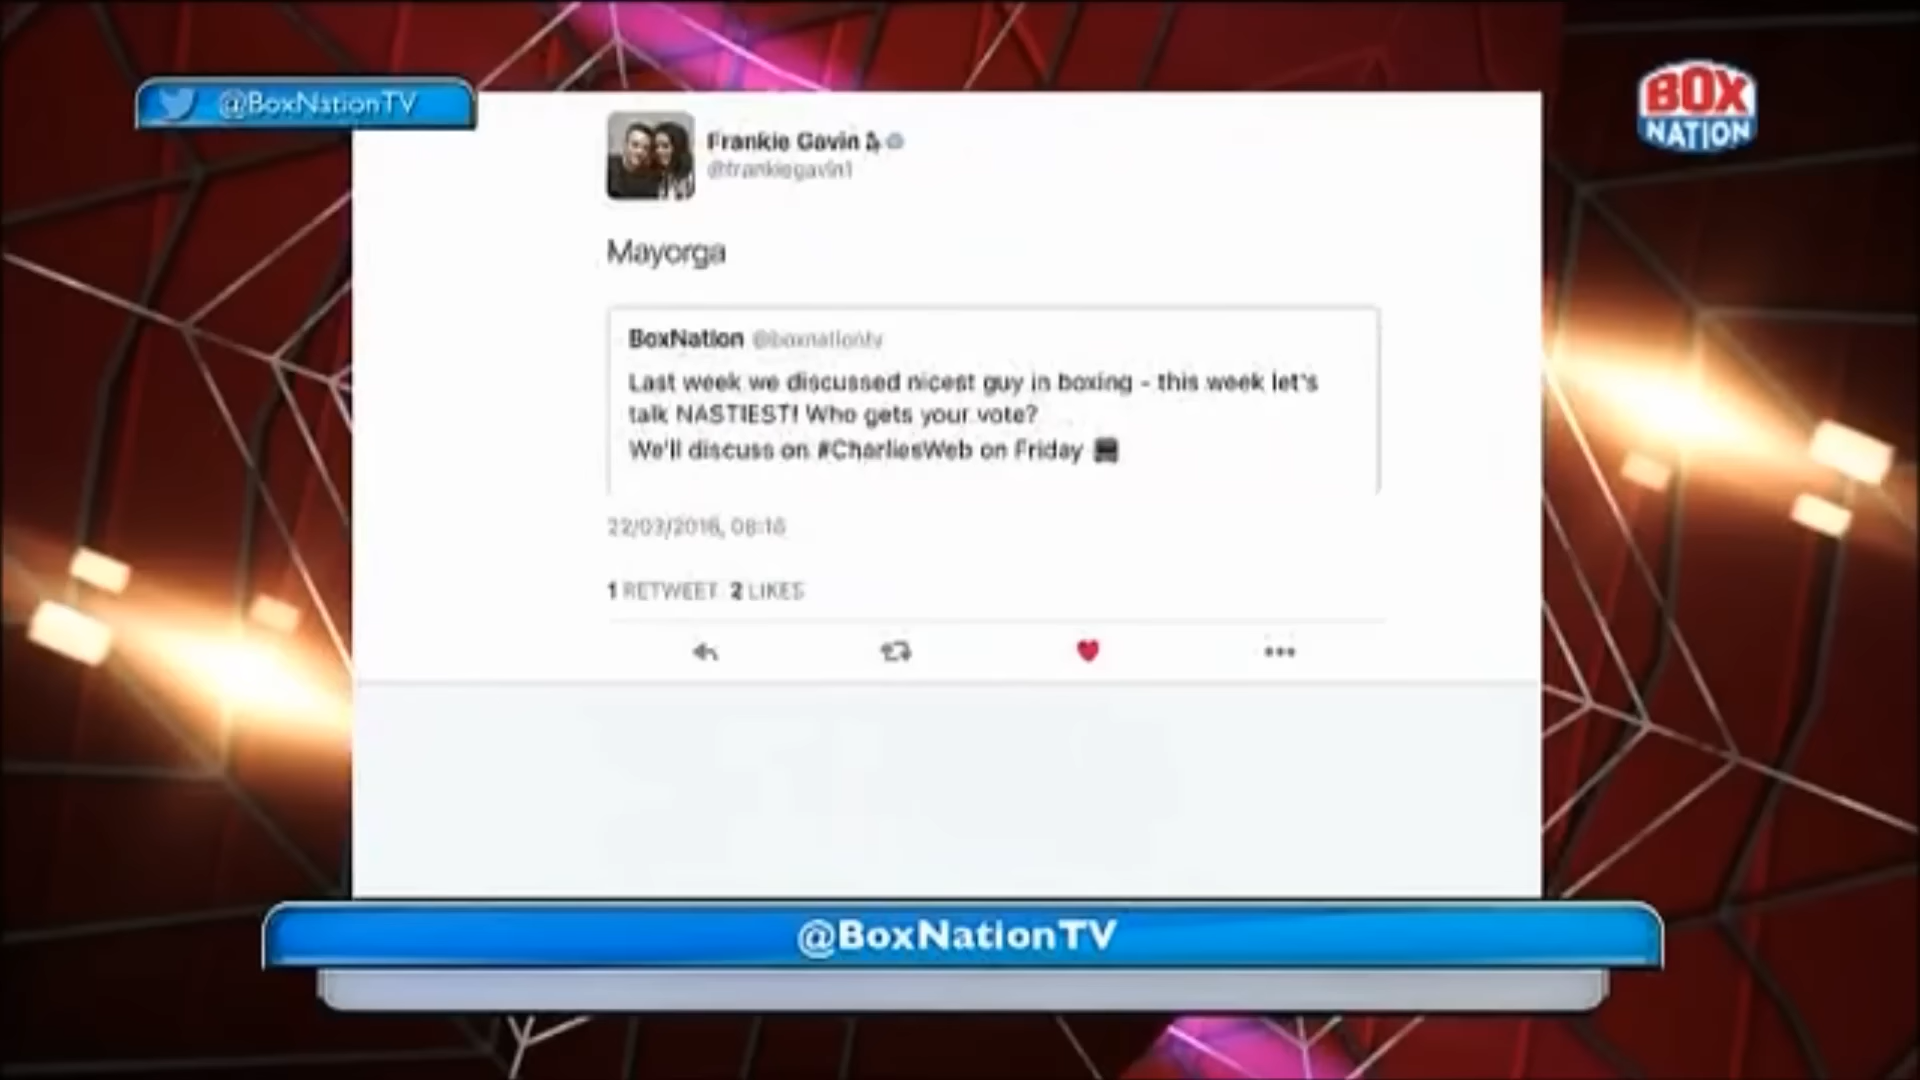 @BoxNationTV
BOX
NATION
Frankie Gavin
@frankiegavin1
Mayorga
BoxNation @boxnationtv
Last week we discussed nicest guy in boxing - this week let's
talk NASTIEST! Who gets your vote?
We'll discuss on #CharliesWeb on Friday
22/03/2016, 08:16
1 RETWEET 2 LIKES
@BoxNationTV